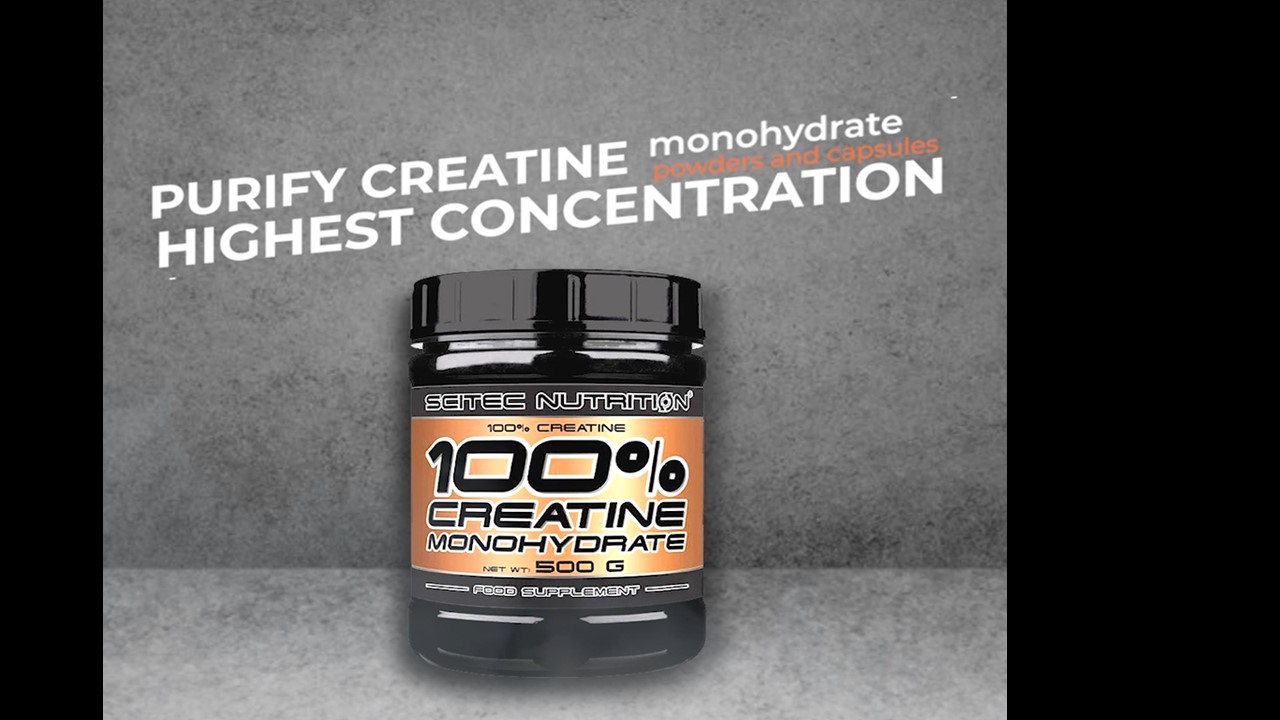 PURIFY CREATINE monohydrate
powders and capsules
HIGHEST CONCENTRATION
SCITEC NUTRITION®
100% CREATINE
100%
CREATINE
MONOHYDRATE
NET WT: 500 G
FOOD SUPPLEMENT